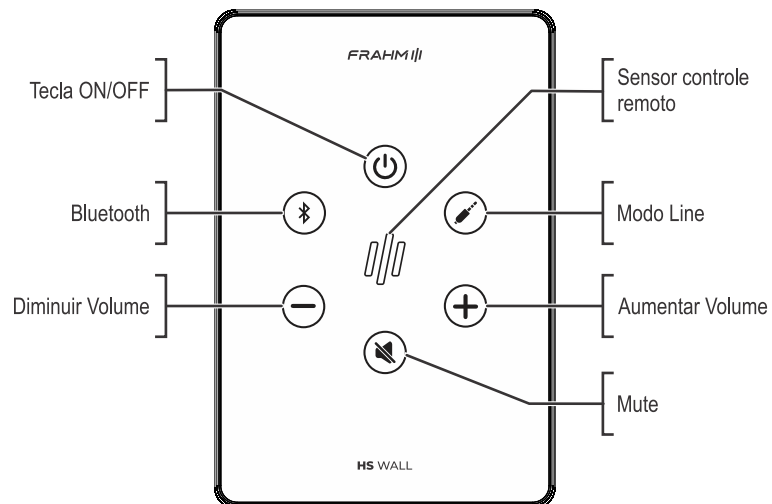 FRAHM
Tecla ON/OFF
Sensor controle
remoto
Bluetooth
Modo Line
Diminuir Volume
Aumentar Volume
Mute
HS WALL